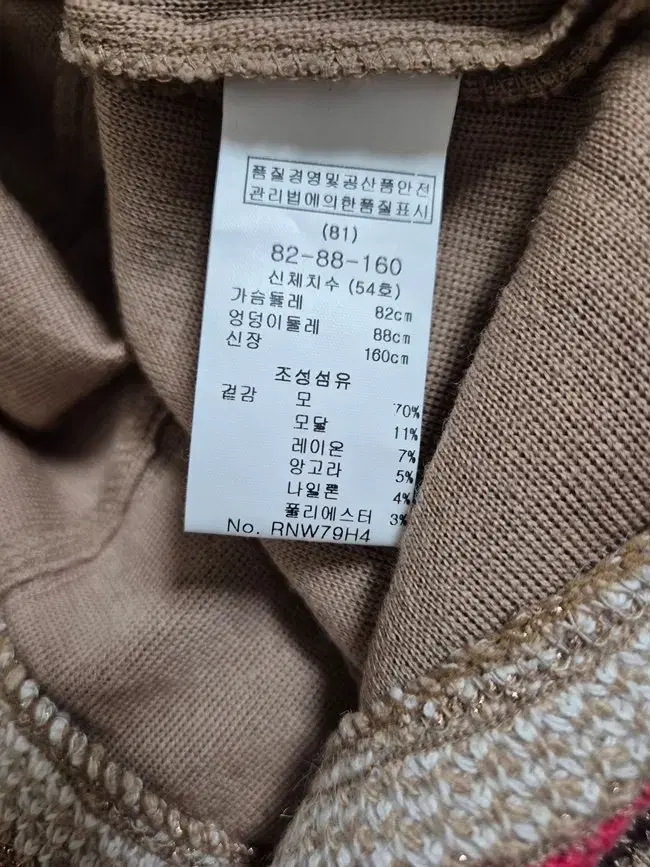 품질경영및공산품안전
관리법에의한품질표시
(81)
82-88-160
신체치수 (54호)
가슴둘레 82cm
엉덩이둘레 88cm
신장 160cm
조성섬유
겉감 모 70%
모달 11%
레이온 7%
앙고라 5%
나일론 4%
폴리에스터 3%
No. RNW79H4